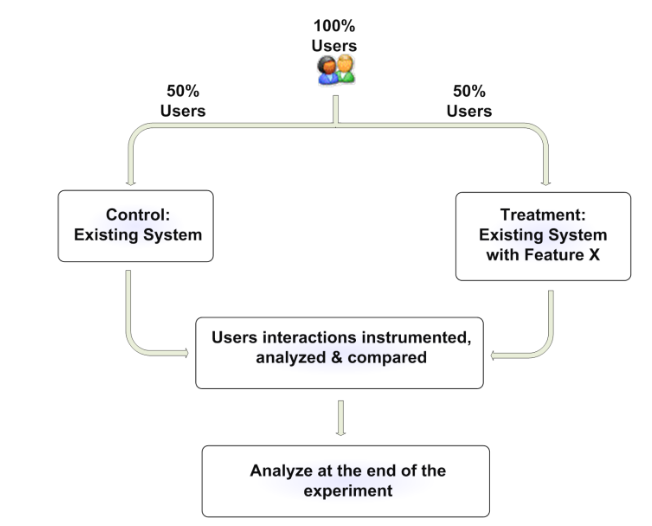 100%
Users
50%
Users
50%
Users
Control:
Existing System
Treatment:
Existing System
with Feature X
Users interactions instrumented,
analyzed & compared
Analyze at the end of the
experiment